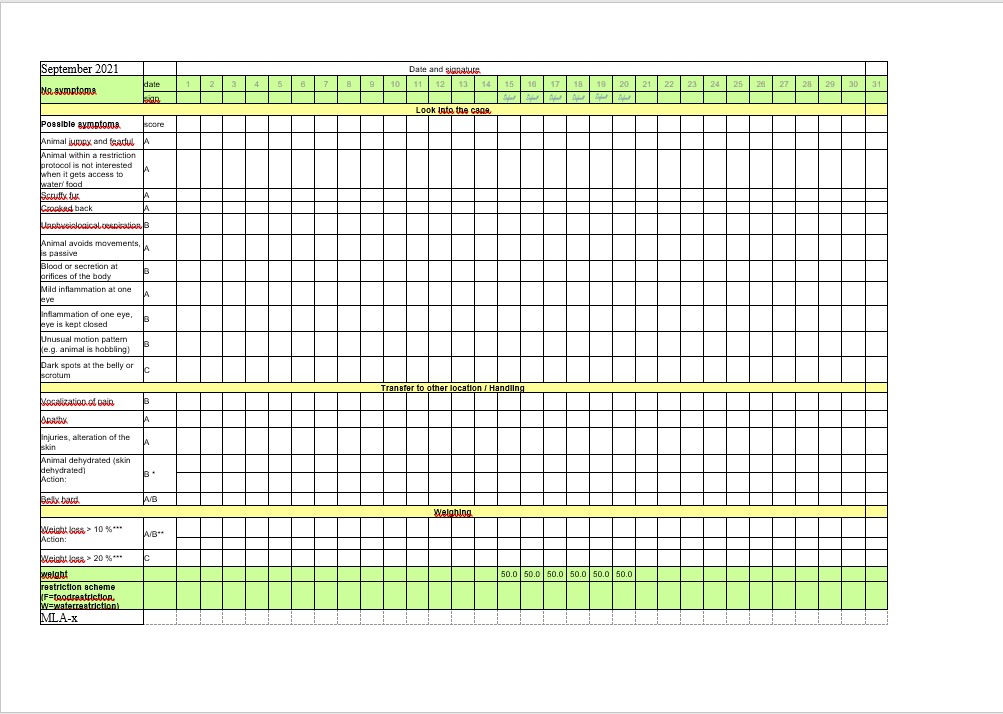 September 2021
Date and signature
No symptoms
date 1 2 3 4 5 6 7 8 9 10 11 12 13 14 15 16 17 18 19 20 21 22 23 24 25 26 27 28 29 30 31
sign
Look into the cage
Possible symptoms score
Animal jumpy and fearful A
Animal within a restriction
protocol is not interested
when it gets access to
water/ food
A
Scruffy fur A
Crooked back A
Unphysiological respiration B
Animal avoids movements,
is passive
A
Blood or secretion at
orifices of the body
B
Mild inflammation at one
eye
A
Inflammation of one eye,
eye is kept closed
B
Unusual motion pattern
(e.g. animal is hobbling)
B
Dark spots at the belly or
scrotum
C
Transfer to other location / Handling
Vocalization of pain B
Apathy A
Injuries, alteration of the
skin
A
Animal dehydrated (skin
dehydrated)
Action:
B *
Belly hard A/B
Weighing
Weight loss > 10 %***
Action:
A/B**
Weight loss > 20 %*** C
weight 50.0 50.0 50.0 50.0 50.0 50.0
restriction scheme
(F=foodrestriction,
W=waterrestriction)
MLA-x